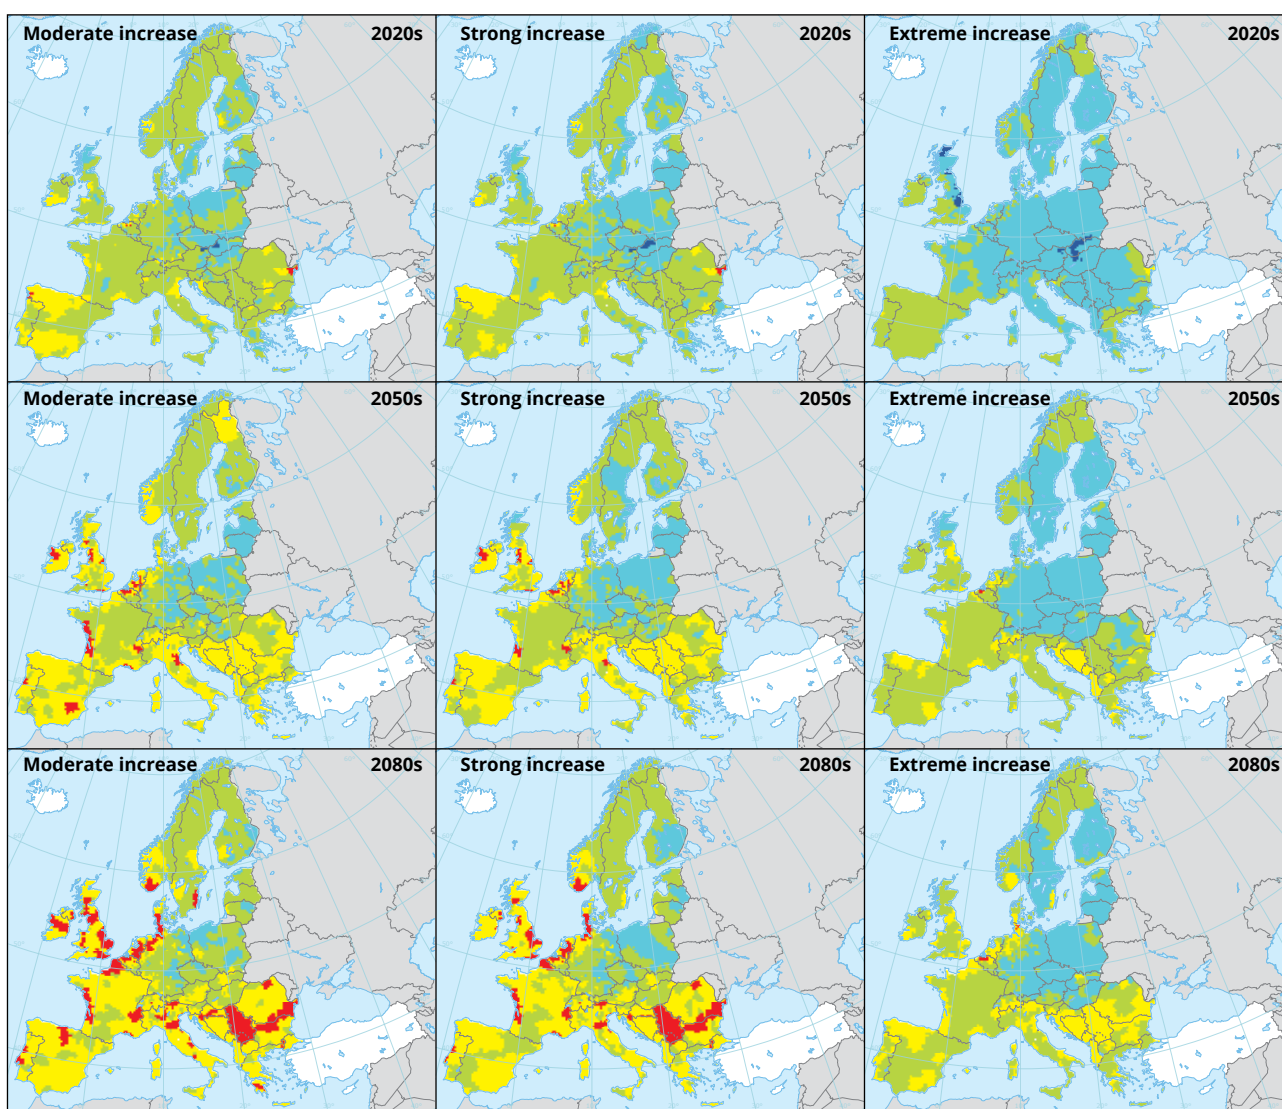 Moderate increase 2020s
Strong increase 2020s
Extreme increase 2020s
Moderate increase 2050s
Strong increase 2050s
Extreme increase 2050s
Moderate increase 2080s
Strong increase 2080s
Extreme increase 2080s